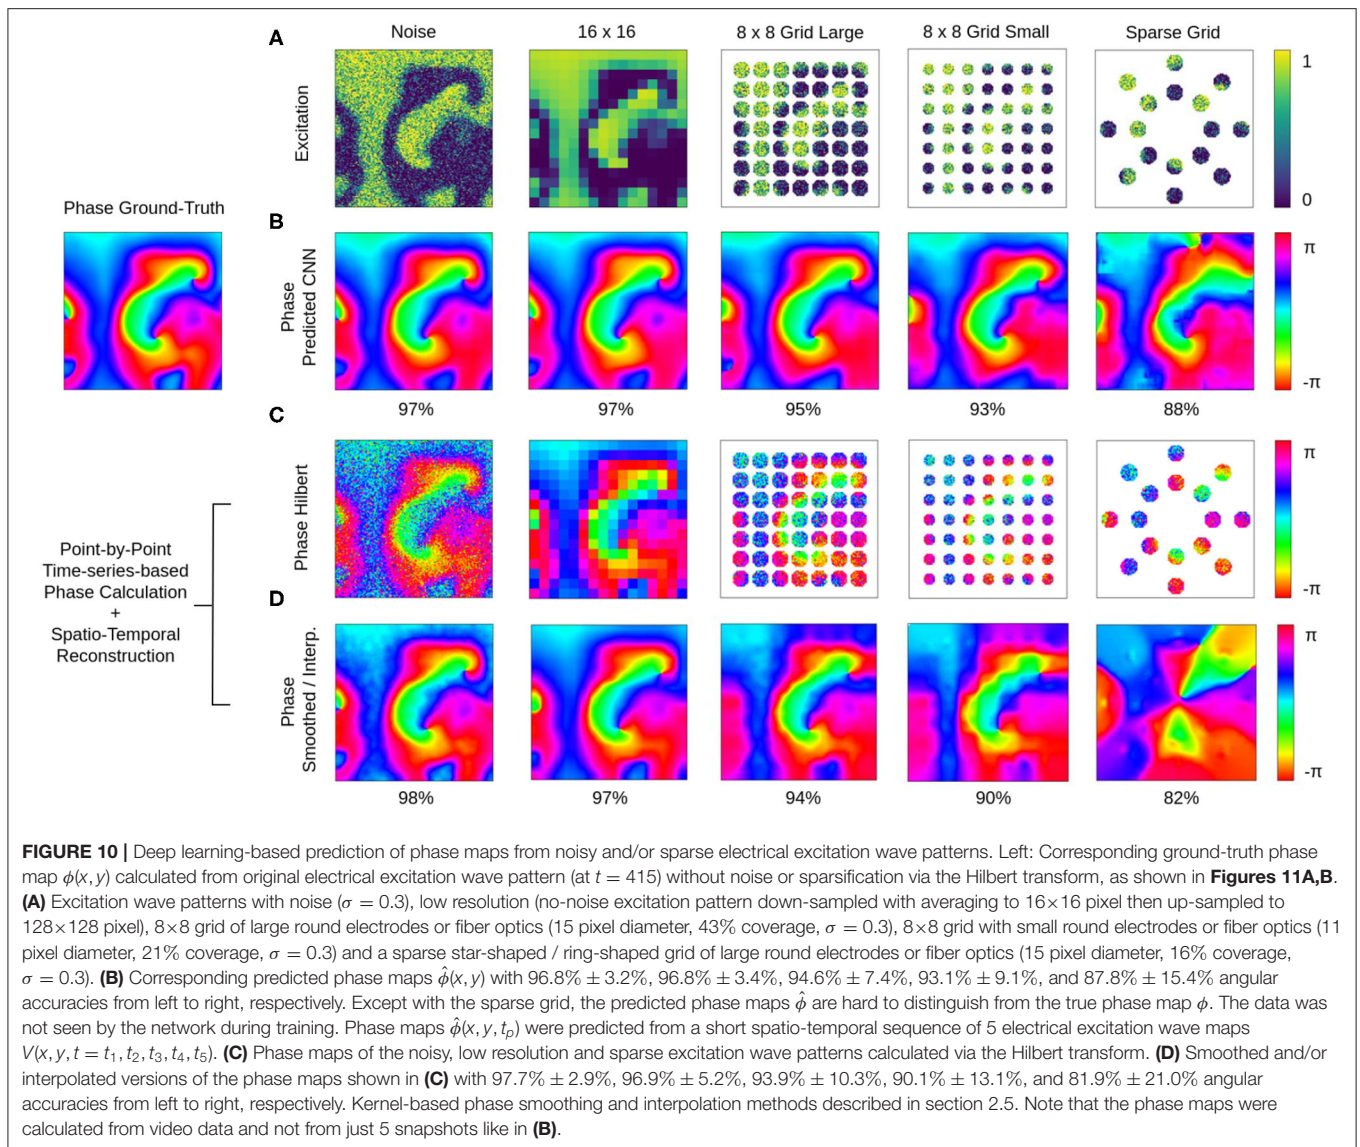 A
Noise
16 x 16
8 x 8 Grid Large
8 x 8 Grid Small
Sparse Grid
Excitation
1
0
Phase Ground-Truth
B
Phase
Predicted CNN
π
-π
97%
97%
95%
93%
88%
C
Phase Hilbert
π
-π
Point-by-Point
Time-series-based
Phase Calculation
+
Spatio-Temporal
Reconstruction
D
Phase
Smoothed / Interp.
π
-π
98%
97%
94%
90%
82%
FIGURE 10 | Deep learning-based prediction of phase maps from noisy and/or sparse electrical excitation wave patterns. Left: Corresponding ground-truth phase
map ϕ(x, y) calculated from original electrical excitation wave pattern (at t = 415) without noise or sparsification via the Hilbert transform, as shown in Figures 11A,B.
(A) Excitation wave patterns with noise (σ = 0.3), low resolution (no-noise excitation pattern down-sampled with averaging to 16×16 pixel then up-sampled to
128×128 pixel), 8×8 grid of large round electrodes or fiber optics (15 pixel diameter, 43% coverage, σ = 0.3), 8×8 grid with small round electrodes or fiber optics (11
pixel diameter, 21% coverage, σ = 0.3) and a sparse star-shaped / ring-shaped grid of large round electrodes or fiber optics (15 pixel diameter, 16% coverage,
σ = 0.3). (B) Corresponding predicted phase maps ϕ̂(x, y) with 96.8% ± 3.2%, 96.8% ± 3.4%, 94.6% ± 7.4%, 93.1% ± 9.1%, and 87.8% ± 15.4% angular
accuracies from left to right, respectively. Except with the sparse grid, the predicted phase maps ϕ̂ are hard to distinguish from the true phase map ϕ. The data was
not seen by the network during training. Phase maps ϕ̂(x, y, tₚ) were predicted from a short spatio-temporal sequence of 5 electrical excitation wave maps
V(x, y, t = t₁, t₂, t₃, t₄, t₅). (C) Phase maps of the noisy, low resolution and sparse excitation wave patterns calculated via the Hilbert transform. (D) Smoothed and/or
interpolated versions of the phase maps shown in (C) with 97.7% ± 2.9%, 96.9% ± 5.2%, 93.9% ± 10.3%, 90.1% ± 13.1%, and 81.9% ± 21.0% angular
accuracies from left to right, respectively. Kernel-based phase smoothing and interpolation methods described in section 2.5. Note that the phase maps were
calculated from video data and not from just 5 snapshots like in (B).